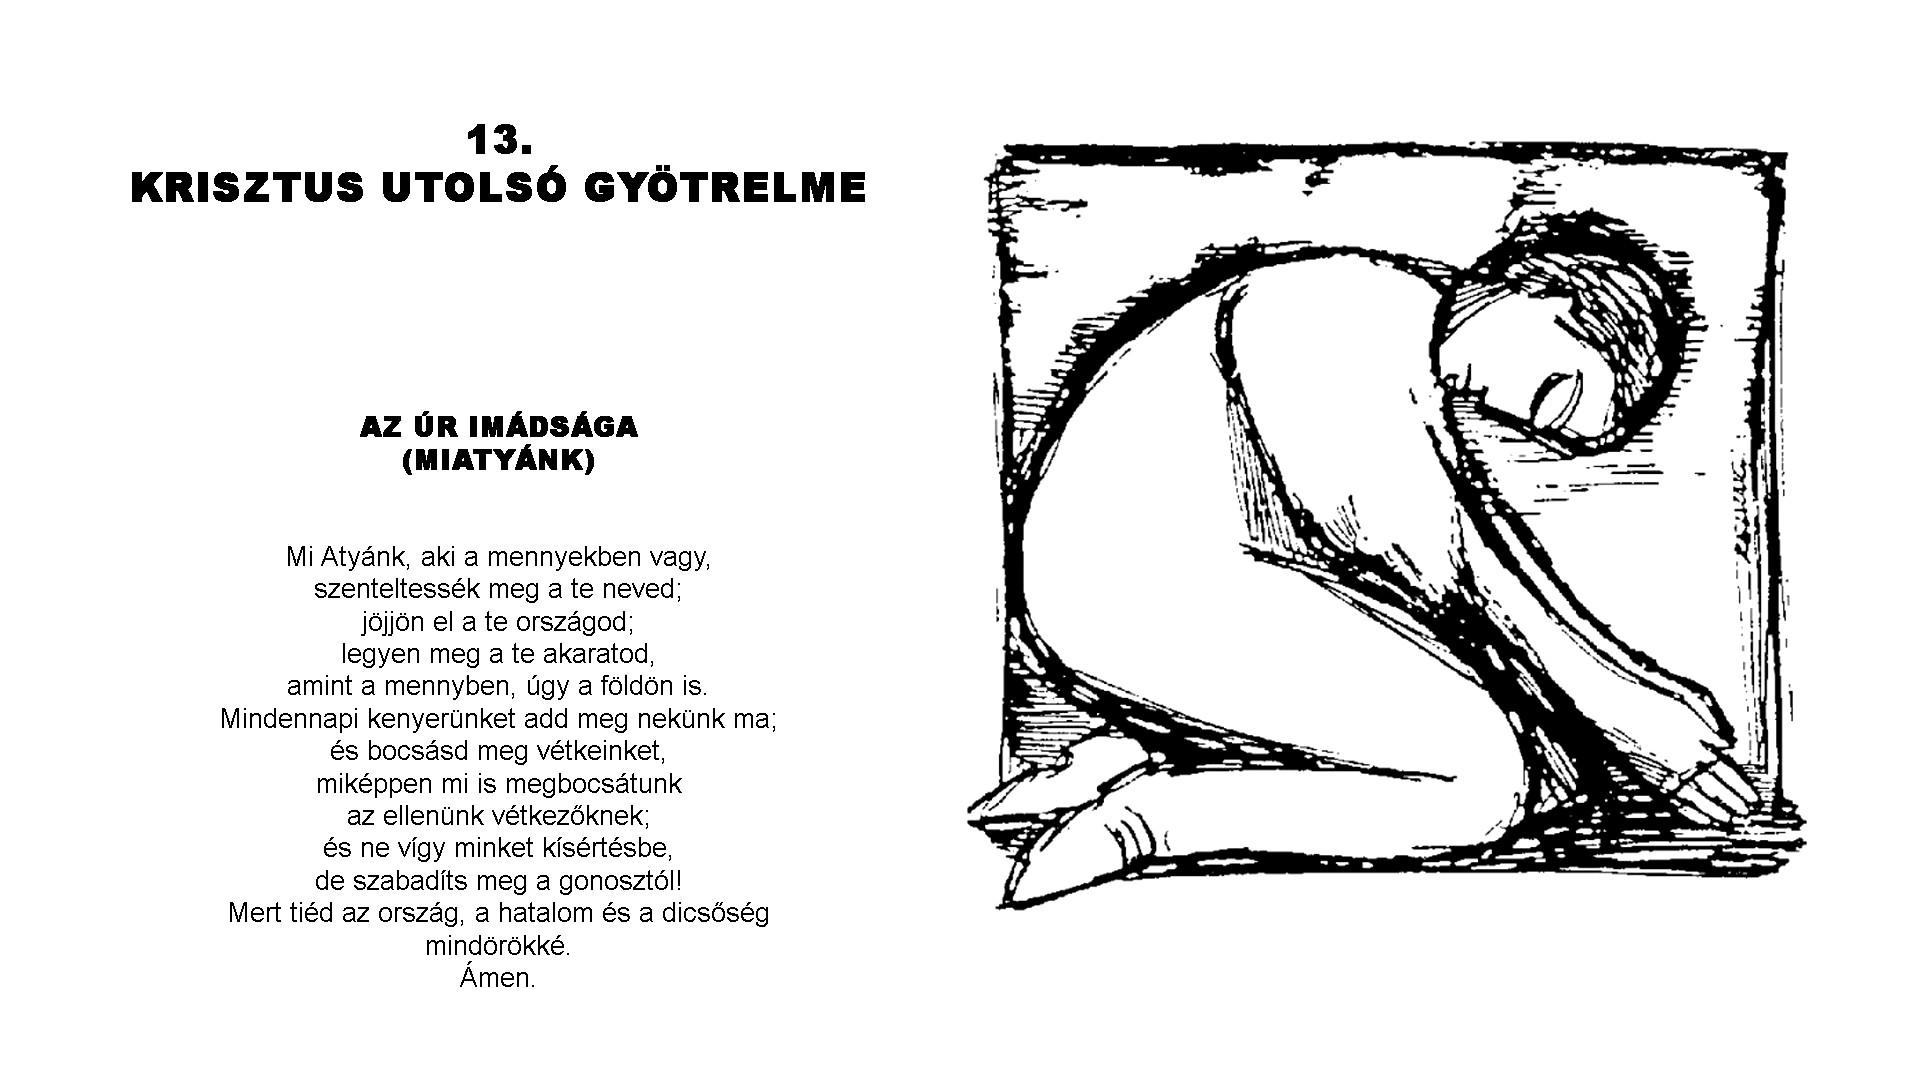 13.
KRISZTUS UTOLSÓ GYÖTRELME
AZ ÚR IMÁDSÁGA
(MIATYÁNK)
Mi Atyánk, aki a mennyekben vagy,
szenteltessék meg a te neved;
jöjjön el a te országod;
legyen meg a te akaratod,
amint a mennyben, úgy a földön is.
Mindennapi kenyerünket add meg nekünk ma;
és bocsásd meg vétkeinket,
miképpen mi is megbocsátunk
az ellenünk vétkezőknek;
és ne vígy minket kísértésbe,
de szabadíts meg a gonosztól!
Mert tiéd az ország, a hatalom és a dicsőség
mindörökké.
Ámen.